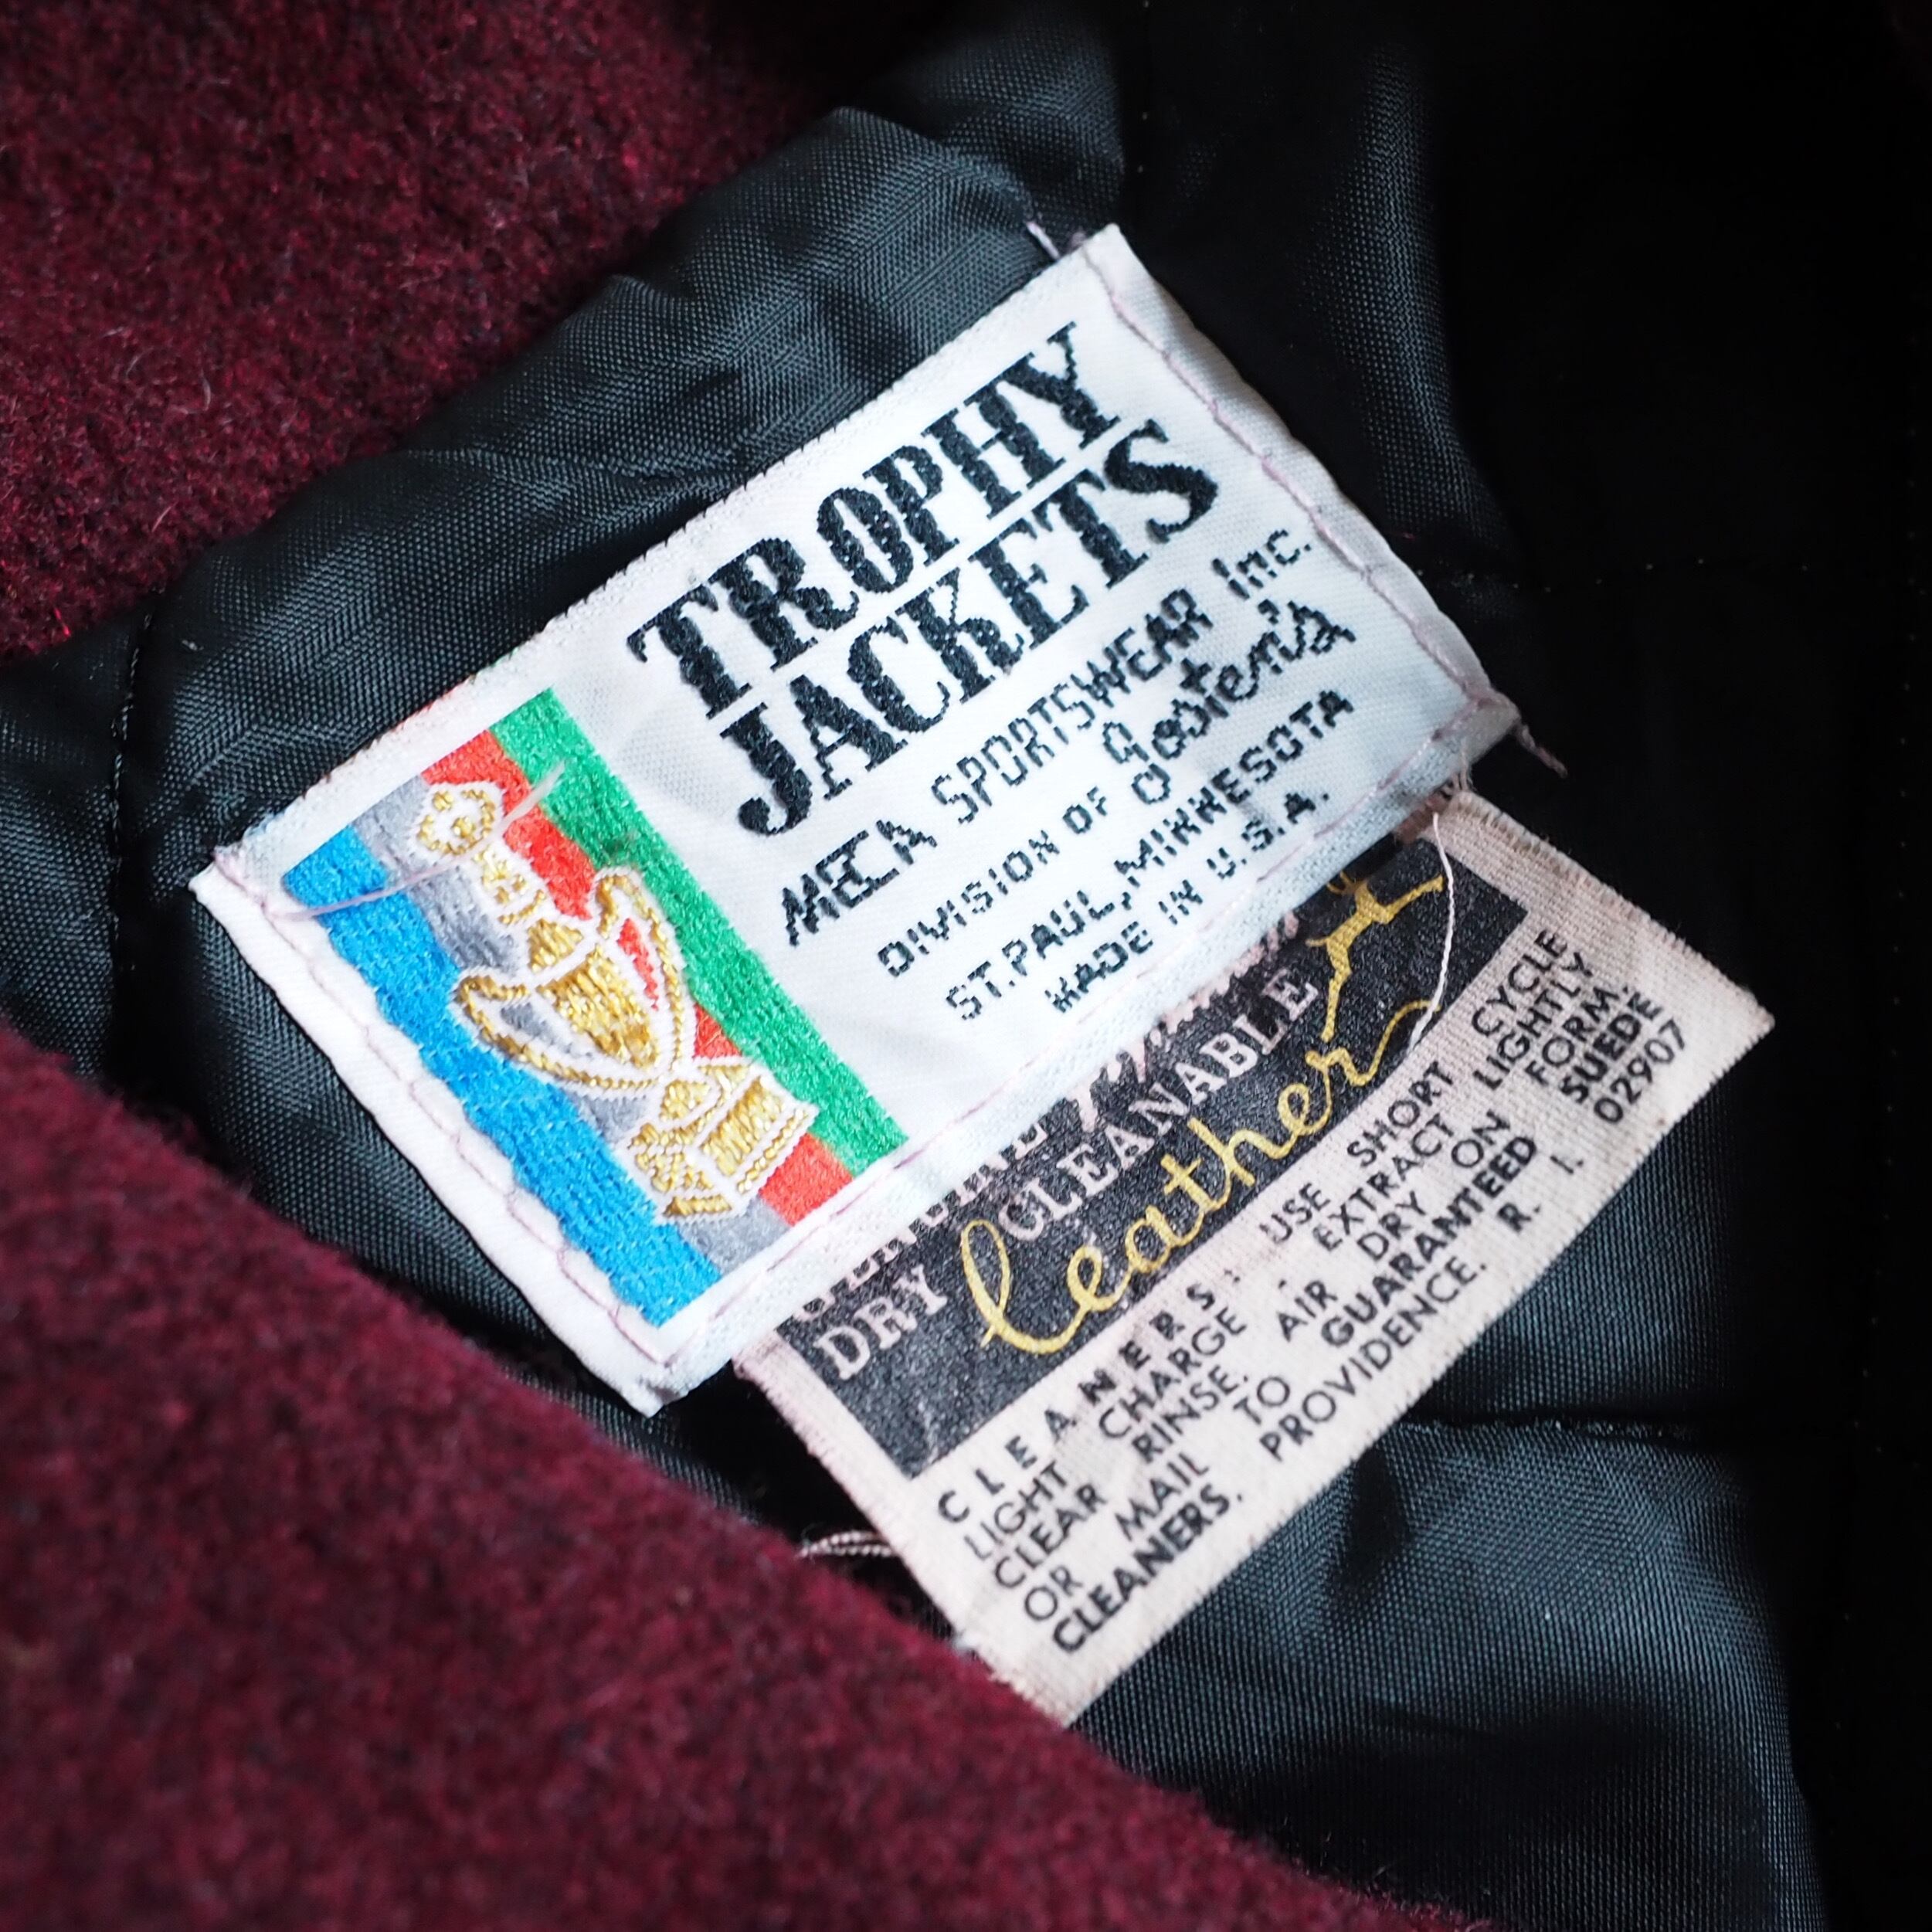 TROPHY
JACKETS
MECA SPORTSWEAR Inc.
DIVISION OF Josten's
ST. PAUL, MINNESOTA
MADE IN U.S.A.
DRY CLEANABLE
Leather
CLEANERS: USE SHORT CYCLE
LIGHT CHARGE. EXTRACT LIGHTLY
CLEAR RINSE. AIR DRY ON FORM.
OR MAIL TO GUARANTEED SUEDE
CLEANERS. PROVIDENCE. R. I. 02907